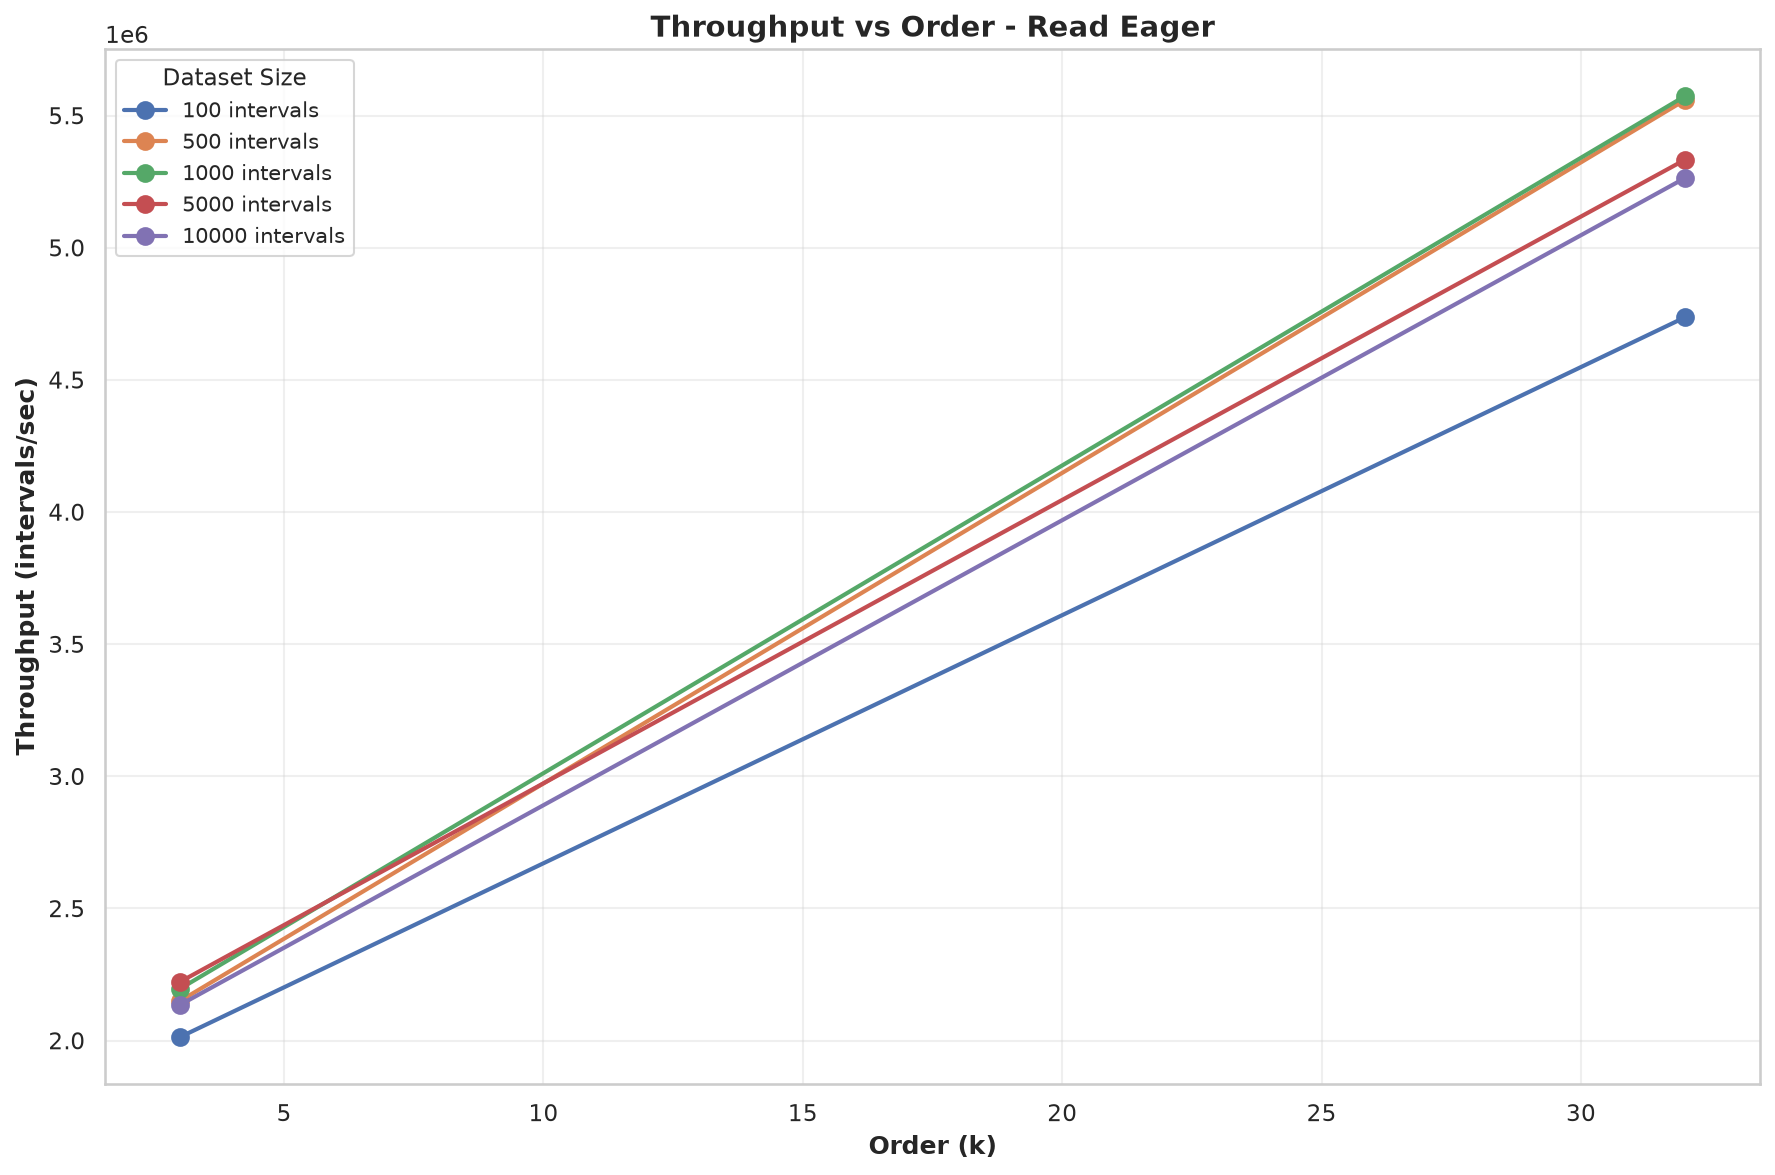 Throughput vs Order - Read Eager
1e6
Dataset Size
100 intervals
500 intervals
1000 intervals
5000 intervals
10000 intervals
5.5
5.0
4.5
4.0
3.5
3.0
2.5
2.0
Throughput (intervals/sec)
5 10 15 20 25 30
Order (k)